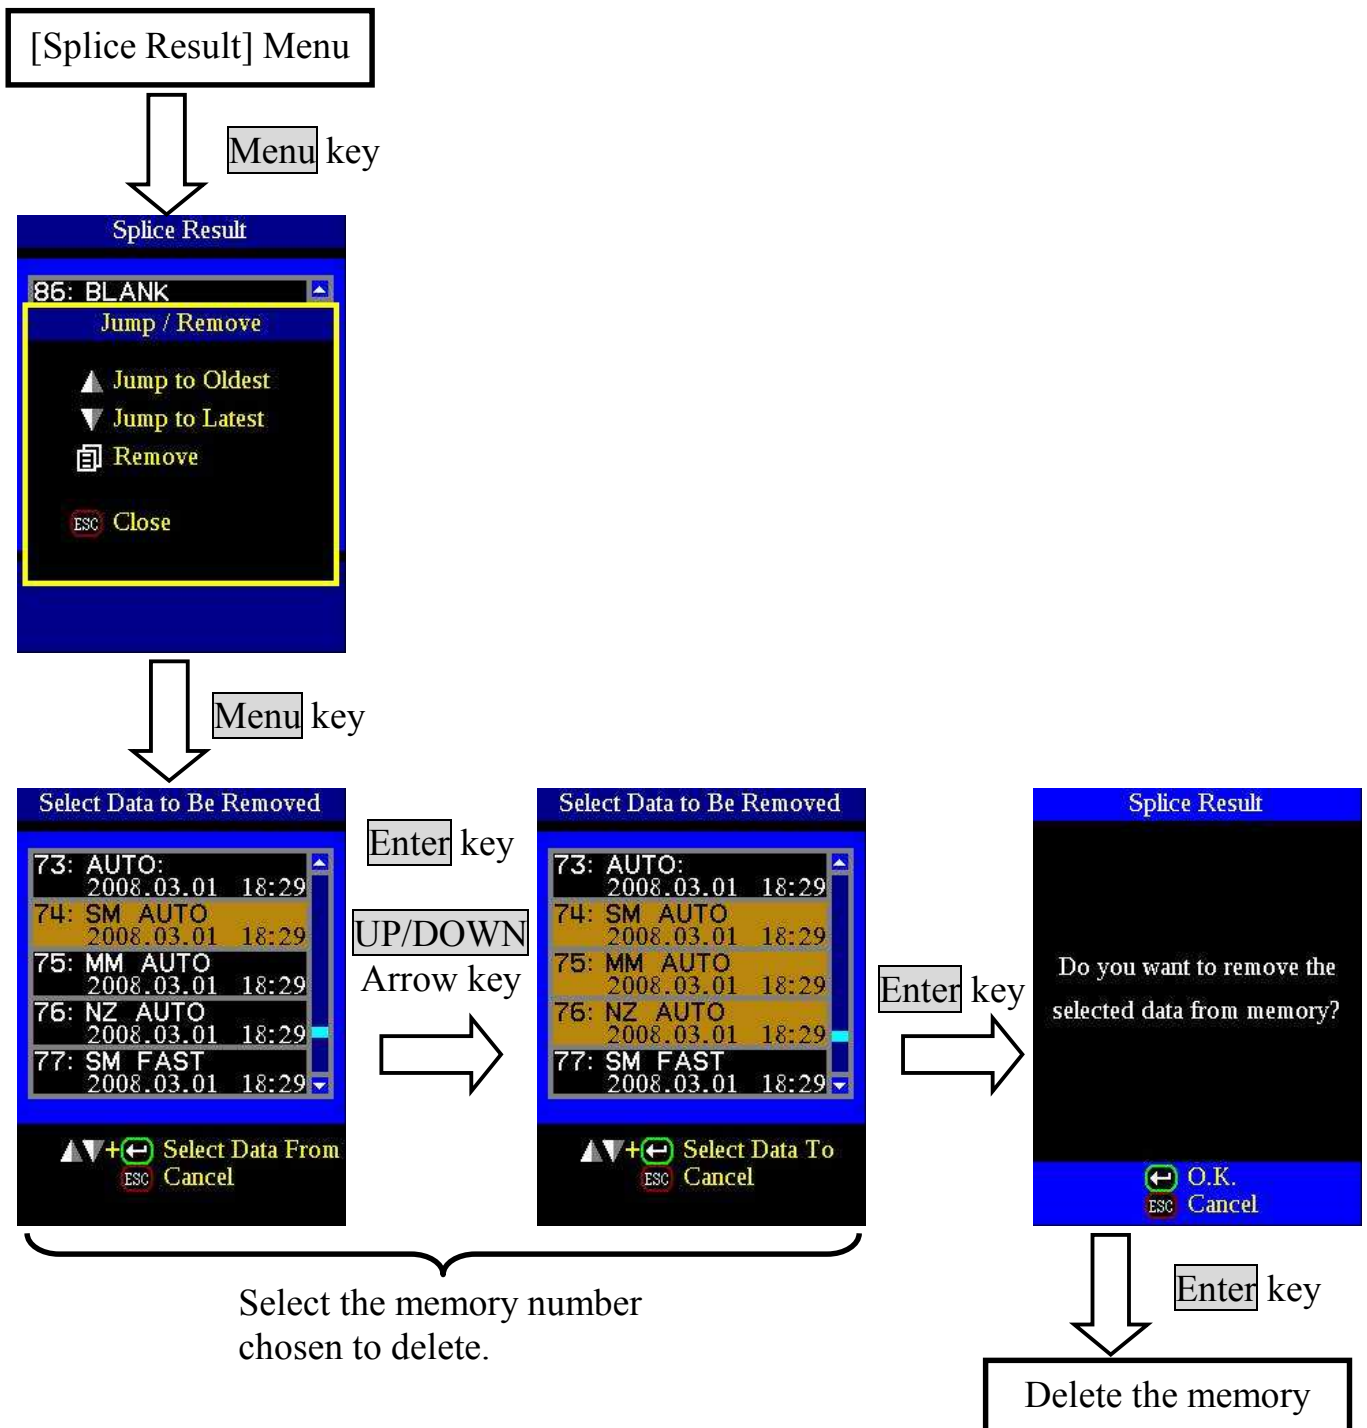 [Splice Result] Menu
Menu key
Splice Result
86: BLANK
Jump / Remove
Jump to Oldest
Jump to Latest
Remove
ESC Close
Menu key
Select Data to Be Removed
73: AUTO:
2008.03.01 18:29
74: SM AUTO
2008.03.01 18:29
75: MM AUTO
2008.03.01 18:29
76: NZ AUTO
2008.03.01 18:29
77: SM FAST
2008.03.01 18:29
+ Select Data From
ESC Cancel
Enter key
UP/DOWN
Arrow key
Select Data to Be Removed
73: AUTO:
2008.03.01 18:29
74: SM AUTO
2008.03.01 18:29
75: MM AUTO
2008.03.01 18:29
76: NZ AUTO
2008.03.01 18:29
77: SM FAST
2008.03.01 18:29
+ Select Data To
ESC Cancel
Select the memory number
chosen to delete.
Enter key
Splice Result
Do you want to remove the
selected data from memory?
O.K.
ESC Cancel
Enter key
Delete the memory